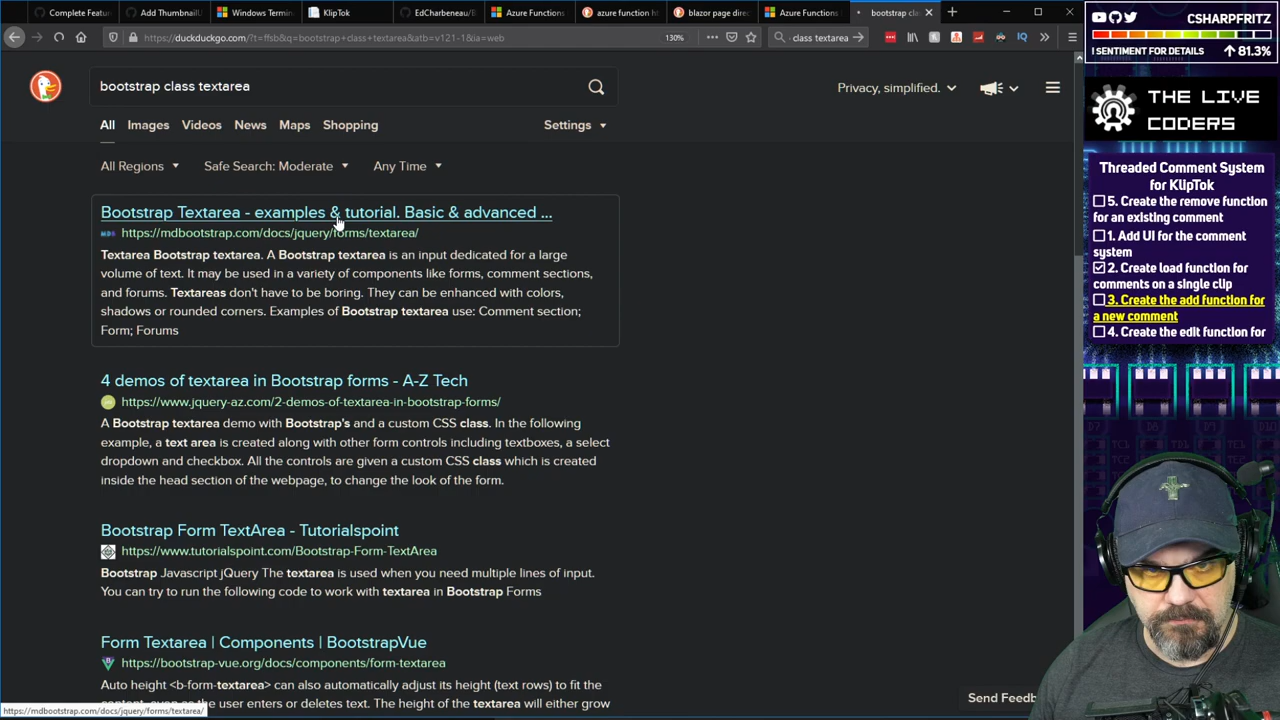 Complete Featur
Add ThumbnailU
Windows Termin
KlipTok
EdCharbeneau/B
Azure Functions
azure function h
blazor page direc
Azure Functions
bootstrap cla
https://duckduckgo.com/?t=ffsb&q=bootstrap+class+textarea&atb=v121-1&ia=web
130%
class textarea
bootstrap class textarea
Privacy, simplified.
All Images Videos News Maps Shopping
Settings
All Regions Safe Search: Moderate Any Time
Bootstrap Textarea - examples & tutorial. Basic & advanced ...
https://mdbootstrap.com/docs/jquery/forms/textarea/
Textarea Bootstrap textarea. A Bootstrap textarea is an input dedicated for a large
volume of text. It may be used in a variety of components like forms, comment sections,
and forums. Textareas don't have to be boring. They can be enhanced with colors,
shadows or rounded corners. Examples of Bootstrap textarea use: Comment section;
Form; Forums
4 demos of textarea in Bootstrap forms - A-Z Tech
https://www.jquery-az.com/2-demos-of-textarea-in-bootstrap-forms/
A Bootstrap textarea demo with Bootstrap's and a custom CSS class. In the following
example, a text area is created along with other form controls including textboxes, a select
dropdown and checkbox. All the controls are given a custom CSS class which is created
inside the head section of the webpage, to change the look of the form.
Bootstrap Form TextArea - Tutorialspoint
https://www.tutorialspoint.com/Bootstrap-Form-TextArea
Bootstrap Javascript jQuery The textarea is used when you need multiple lines of input.
You can try to run the following code to work with textarea in Bootstrap Forms
Form Textarea | Components | BootstrapVue
https://bootstrap-vue.org/docs/components/form-textarea
Auto height <b-form-textarea> can also automatically adjust its height (text rows) to fit the
content, even as the user enters or deletes text. The height of the textarea will either grow
https://mdbootstrap.com/docs/jquery/forms/textarea/
Send Feedb
CSHARPFRITZ
! SENTIMENT FOR DETAILS 81.3%
THE LIVE
CODERS
Threaded Comment System
for KlipTok
5. Create the remove function
for an existing comment
1. Add UI for the comment
system
2. Create load function for
comments on a single clip
3. Create the add function for
a new comment
4. Create the edit function for